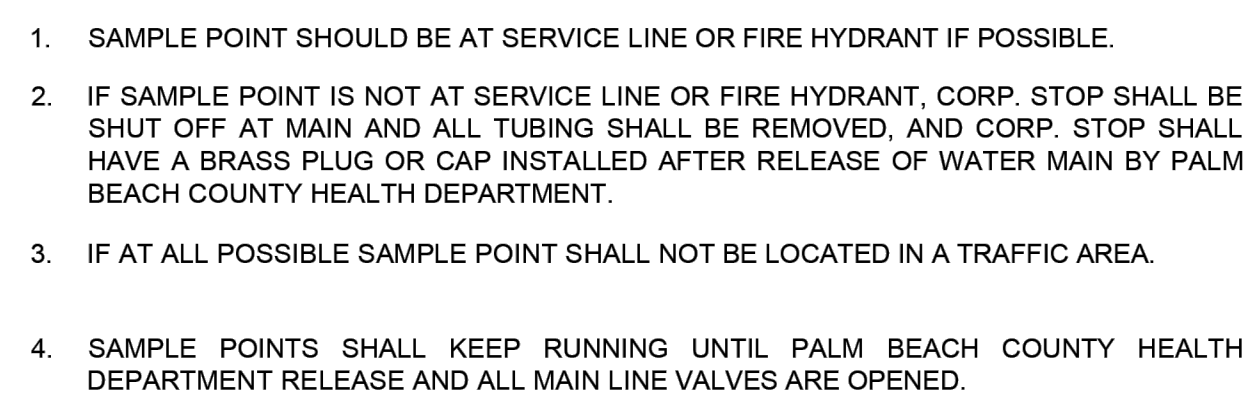 1. SAMPLE POINT SHOULD BE AT SERVICE LINE OR FIRE HYDRANT IF POSSIBLE.
2. IF SAMPLE POINT IS NOT AT SERVICE LINE OR FIRE HYDRANT, CORP. STOP SHALL BE
SHUT OFF AT MAIN AND ALL TUBING SHALL BE REMOVED, AND CORP. STOP SHALL
HAVE A BRASS PLUG OR CAP INSTALLED AFTER RELEASE OF WATER MAIN BY PALM
BEACH COUNTY HEALTH DEPARTMENT.
3. IF AT ALL POSSIBLE SAMPLE POINT SHALL NOT BE LOCATED IN A TRAFFIC AREA.
4. SAMPLE POINTS SHALL KEEP RUNNING UNTIL PALM BEACH COUNTY HEALTH
DEPARTMENT RELEASE AND ALL MAIN LINE VALVES ARE OPENED.